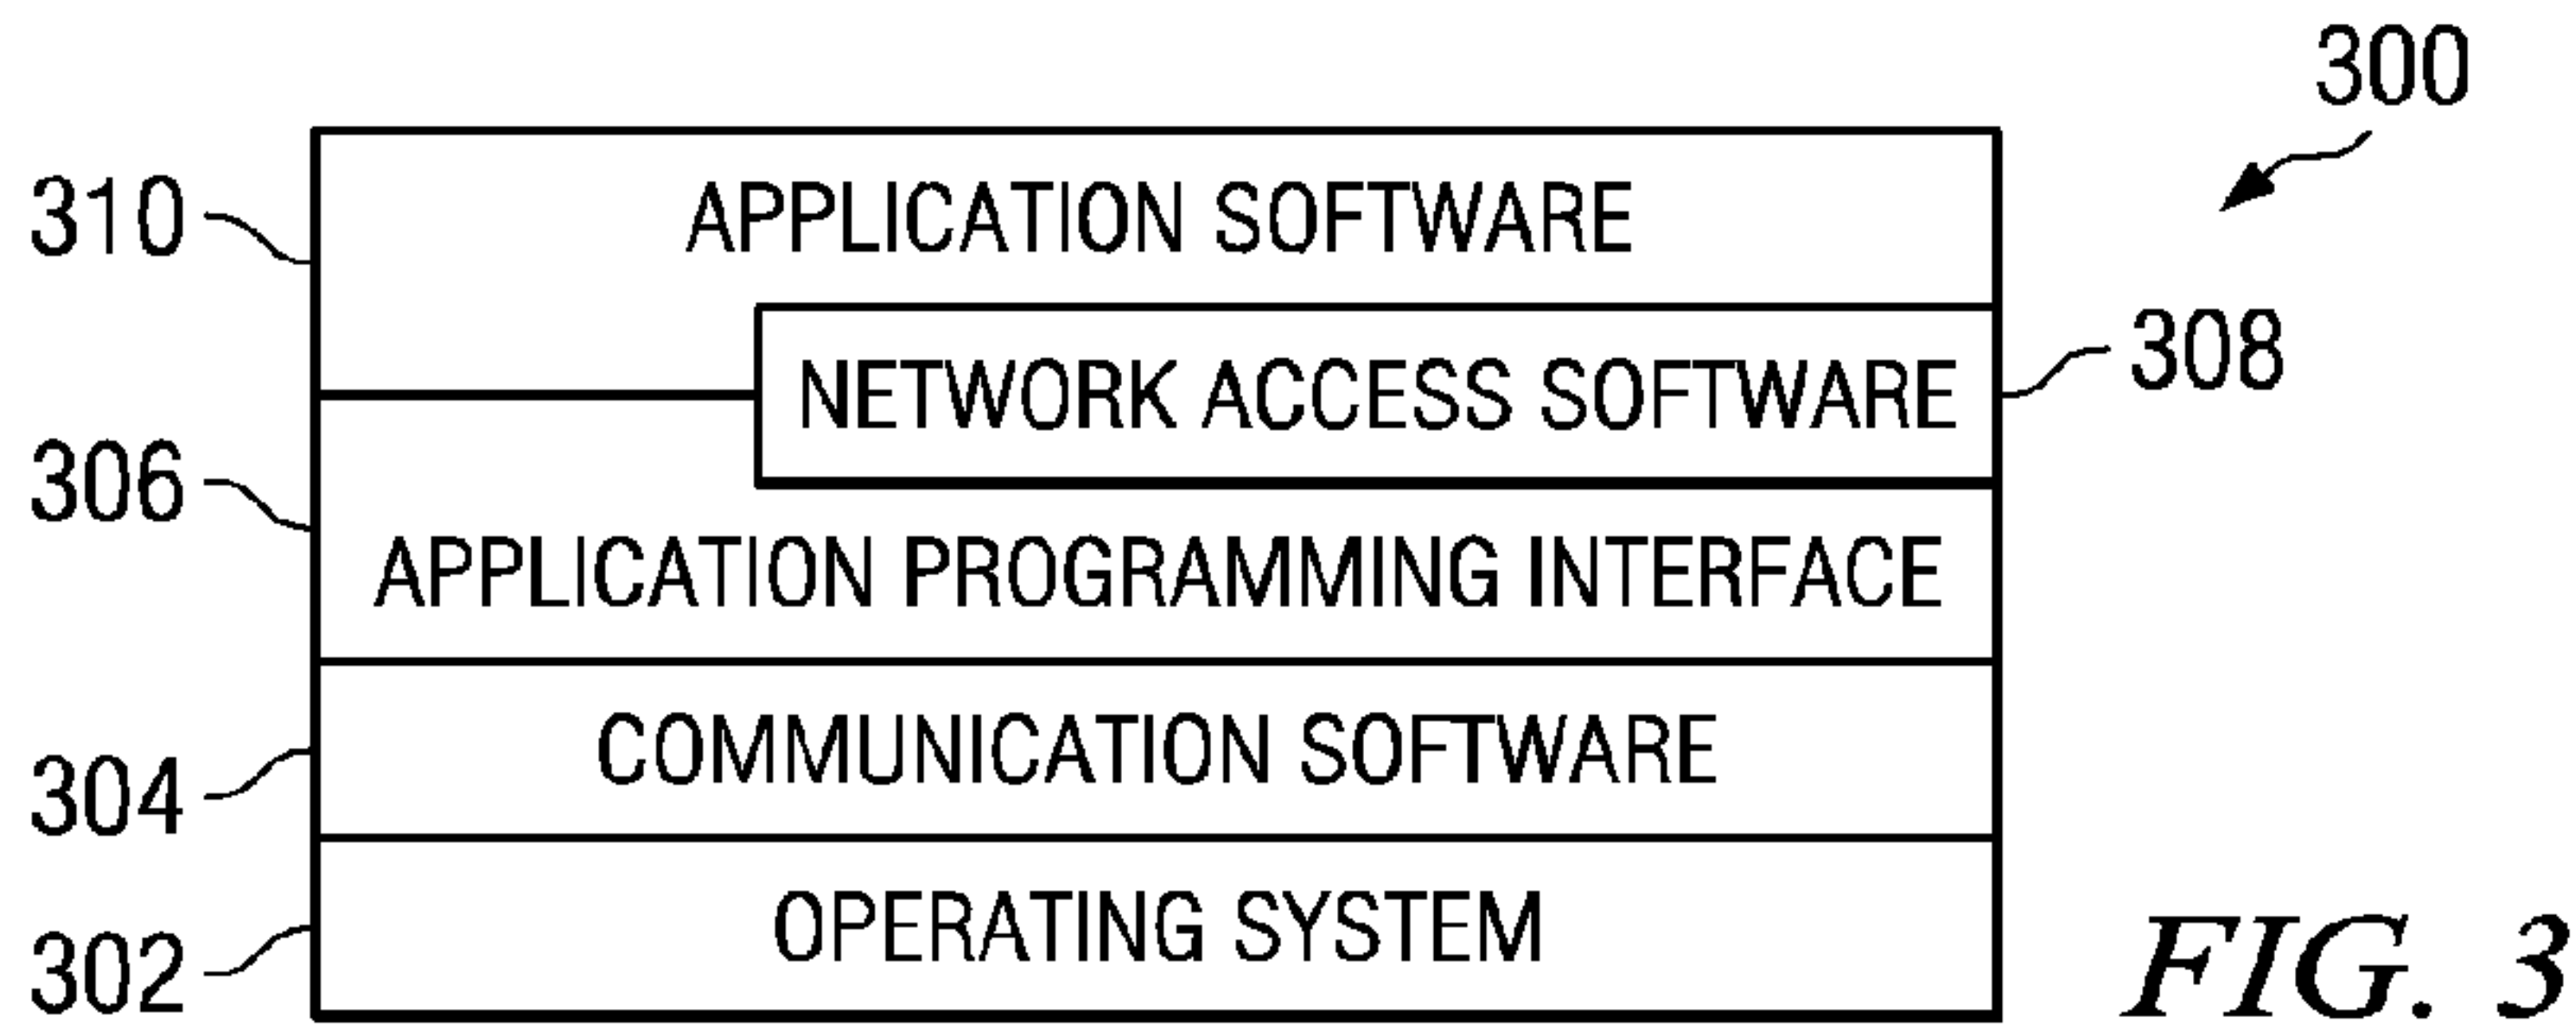 300
310
APPLICATION SOFTWARE
308
NETWORK ACCESS SOFTWARE
306
APPLICATION PROGRAMMING INTERFACE
304
COMMUNICATION SOFTWARE
302
OPERATING SYSTEM
FIG. 3